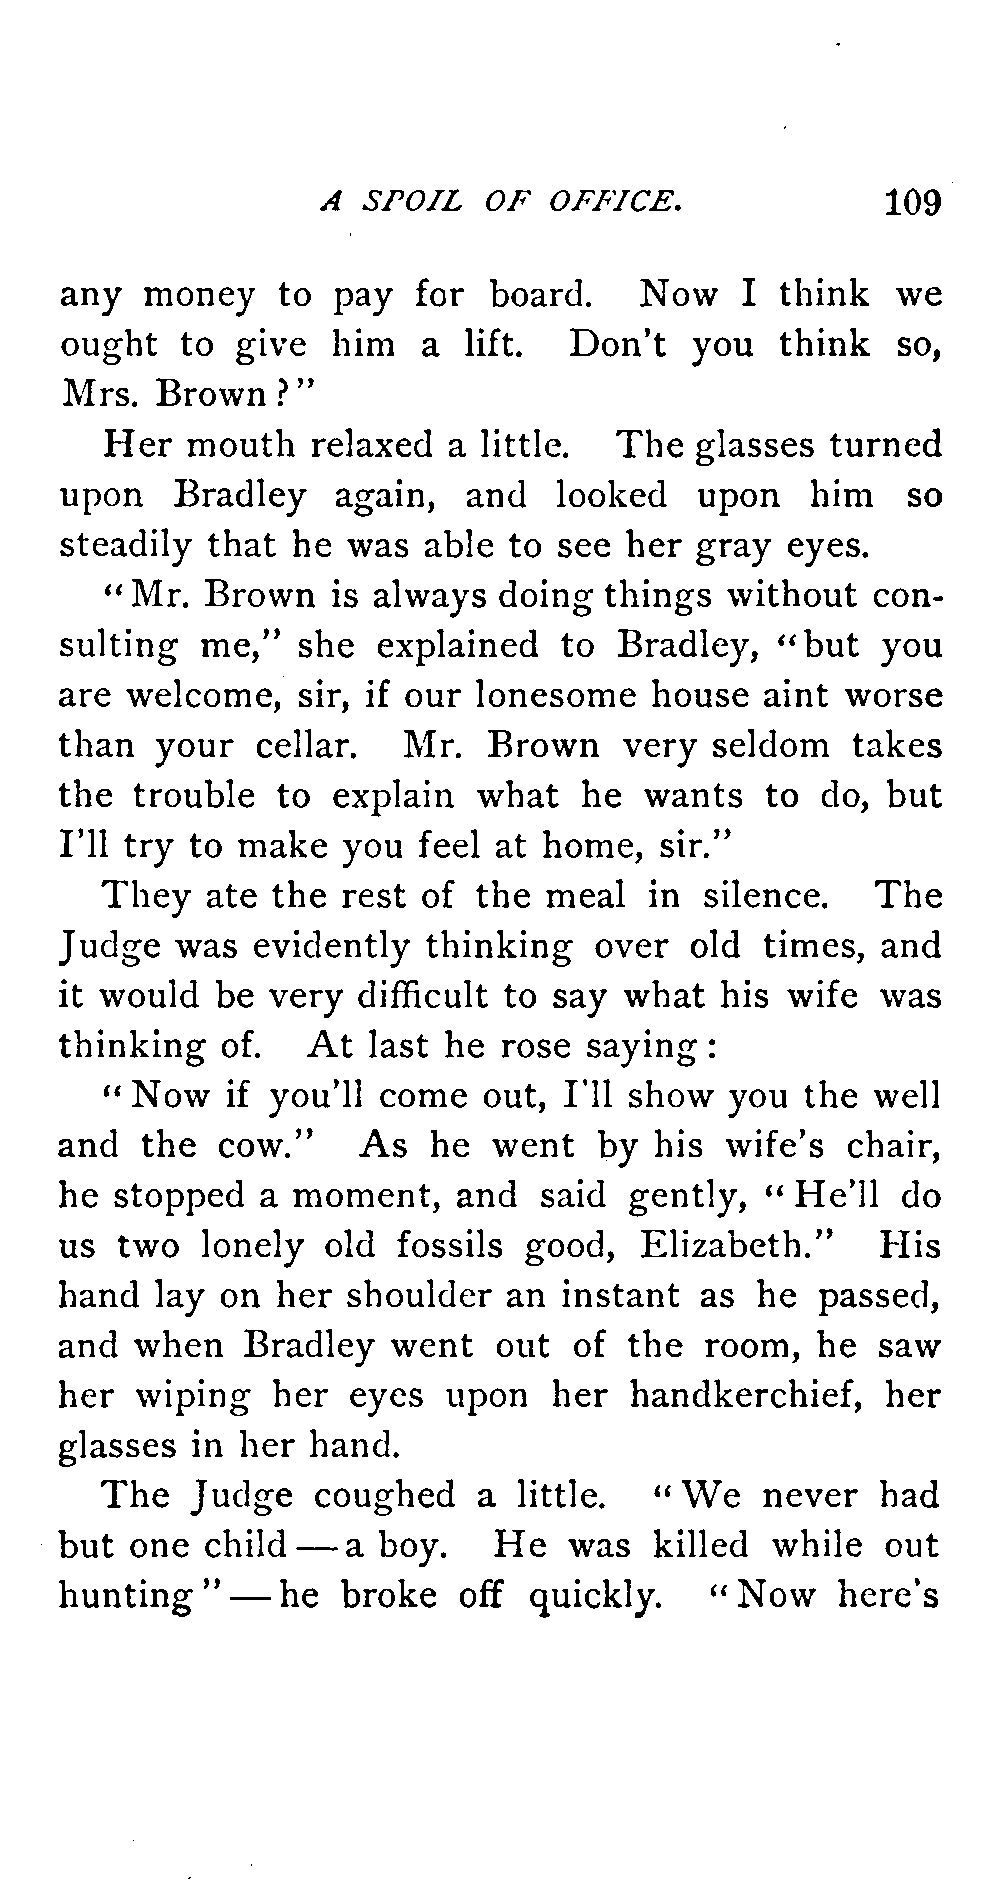 A SPOIL OF OFFICE. 109
any money to pay for board. Now I think we
ought to give him a lift. Don't you think so,
Mrs. Brown?"
Her mouth relaxed a little. The glasses turned
upon Bradley again, and looked upon him so
steadily that he was able to see her gray eyes.
"Mr. Brown is always doing things without con-
sulting me," she explained to Bradley, "but you
are welcome, sir, if our lonesome house aint worse
than your cellar. Mr. Brown very seldom takes
the trouble to explain what he wants to do, but
I'll try to make you feel at home, sir."
They ate the rest of the meal in silence. The
Judge was evidently thinking over old times, and
it would be very difficult to say what his wife was
thinking of. At last he rose saying:
"Now if you'll come out, I'll show you the well
and the cow." As he went by his wife's chair,
he stopped a moment, and said gently, "He'll do
us two lonely old fossils good, Elizabeth." His
hand lay on her shoulder an instant as he passed,
and when Bradley went out of the room, he saw
her wiping her eyes upon her handkerchief, her
glasses in her hand.
The Judge coughed a little. "We never had
but one child—a boy. He was killed while out
hunting"—he broke off quickly. "Now here's